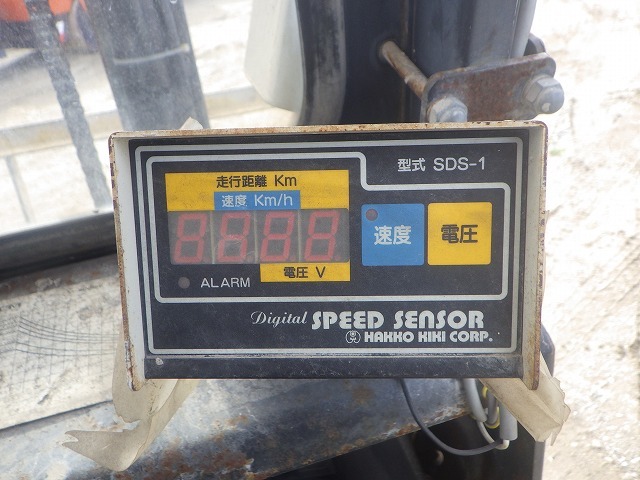 型式 SDS-1
走行距離 Km
速度 Km/h
8888
速度
電圧
電圧 V
ALARM
Digital SPEED SENSOR
HAKKO KIKI CORP.